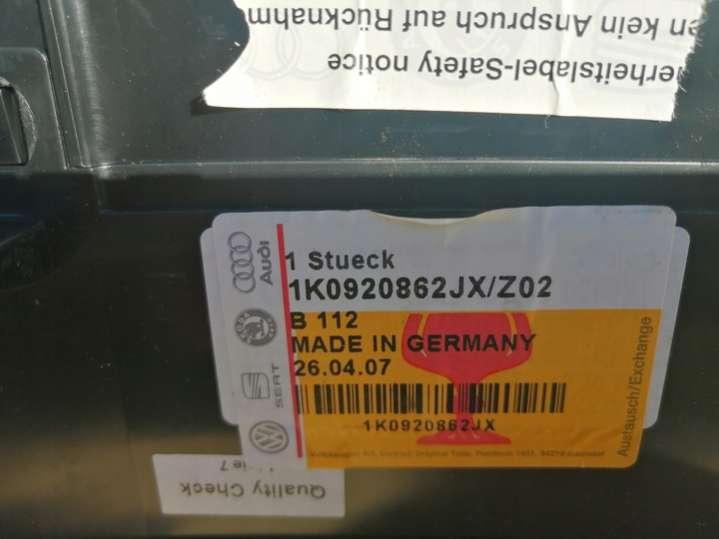 en kein Anspruch auf Rücknahm
erheitslabel-Safety notice
Audi
SEAT
1 Stueck
1K0920862JX/Z02
B 112
MADE IN GERMANY
26.04.07
1K0920862JX
Austausch/Exchange
Quality Check